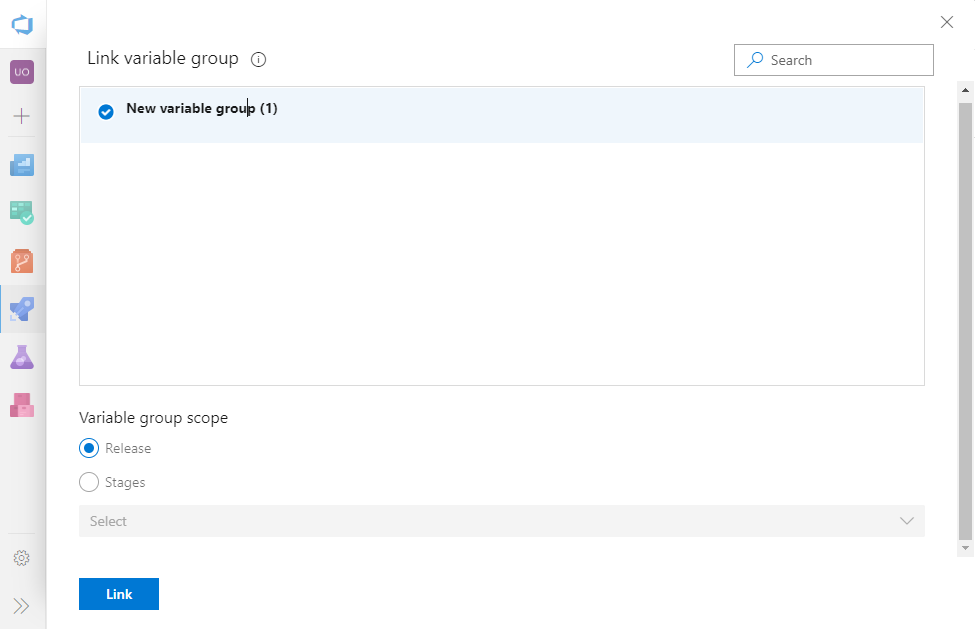 UO
Link variable group
Search
New variable group (1)
Variable group scope
Release
Stages
Select
Link